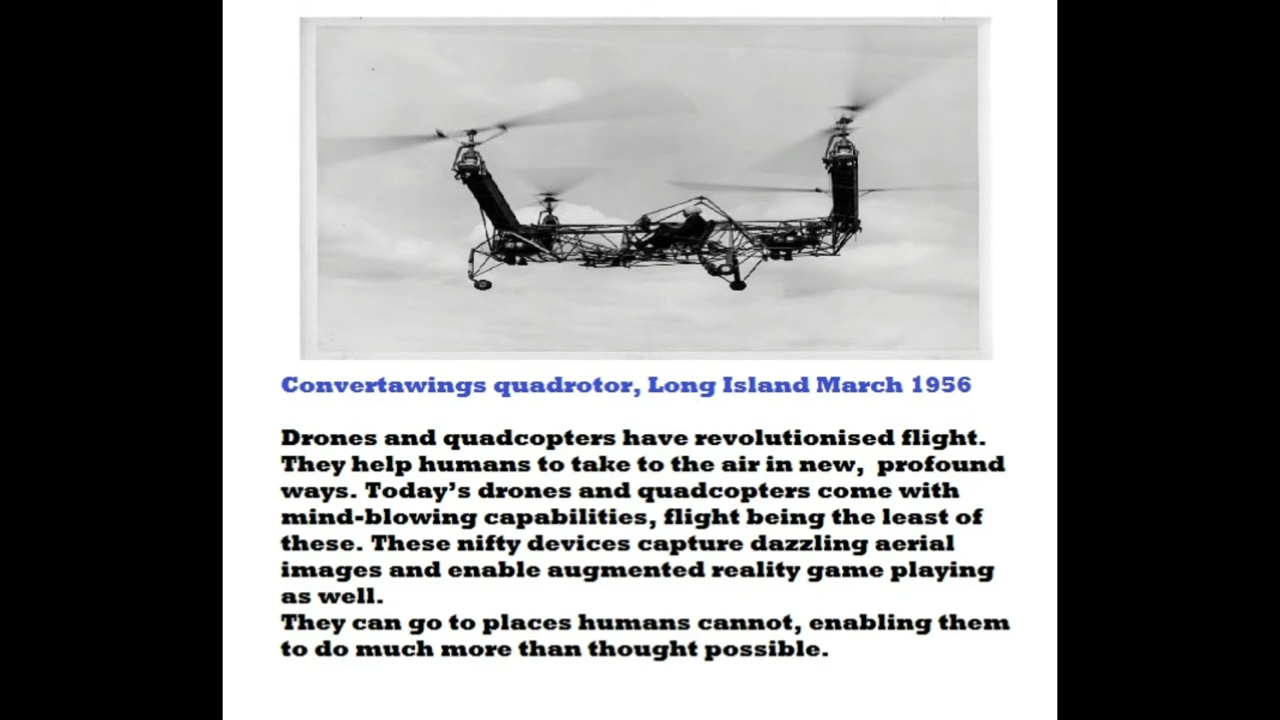 Convertawings quadrotor, Long Island March 1956
Drones and quadcopters have revolutionised flight.
They help humans to take to the air in new,  profound
ways. Today's drones and quadcopters come with
mind-blowing capabilities, flight being the least of
these. These nifty devices capture dazzling aerial
images and enable augmented reality game playing
as well.
They can go to places humans cannot, enabling them
to do much more than thought possible.